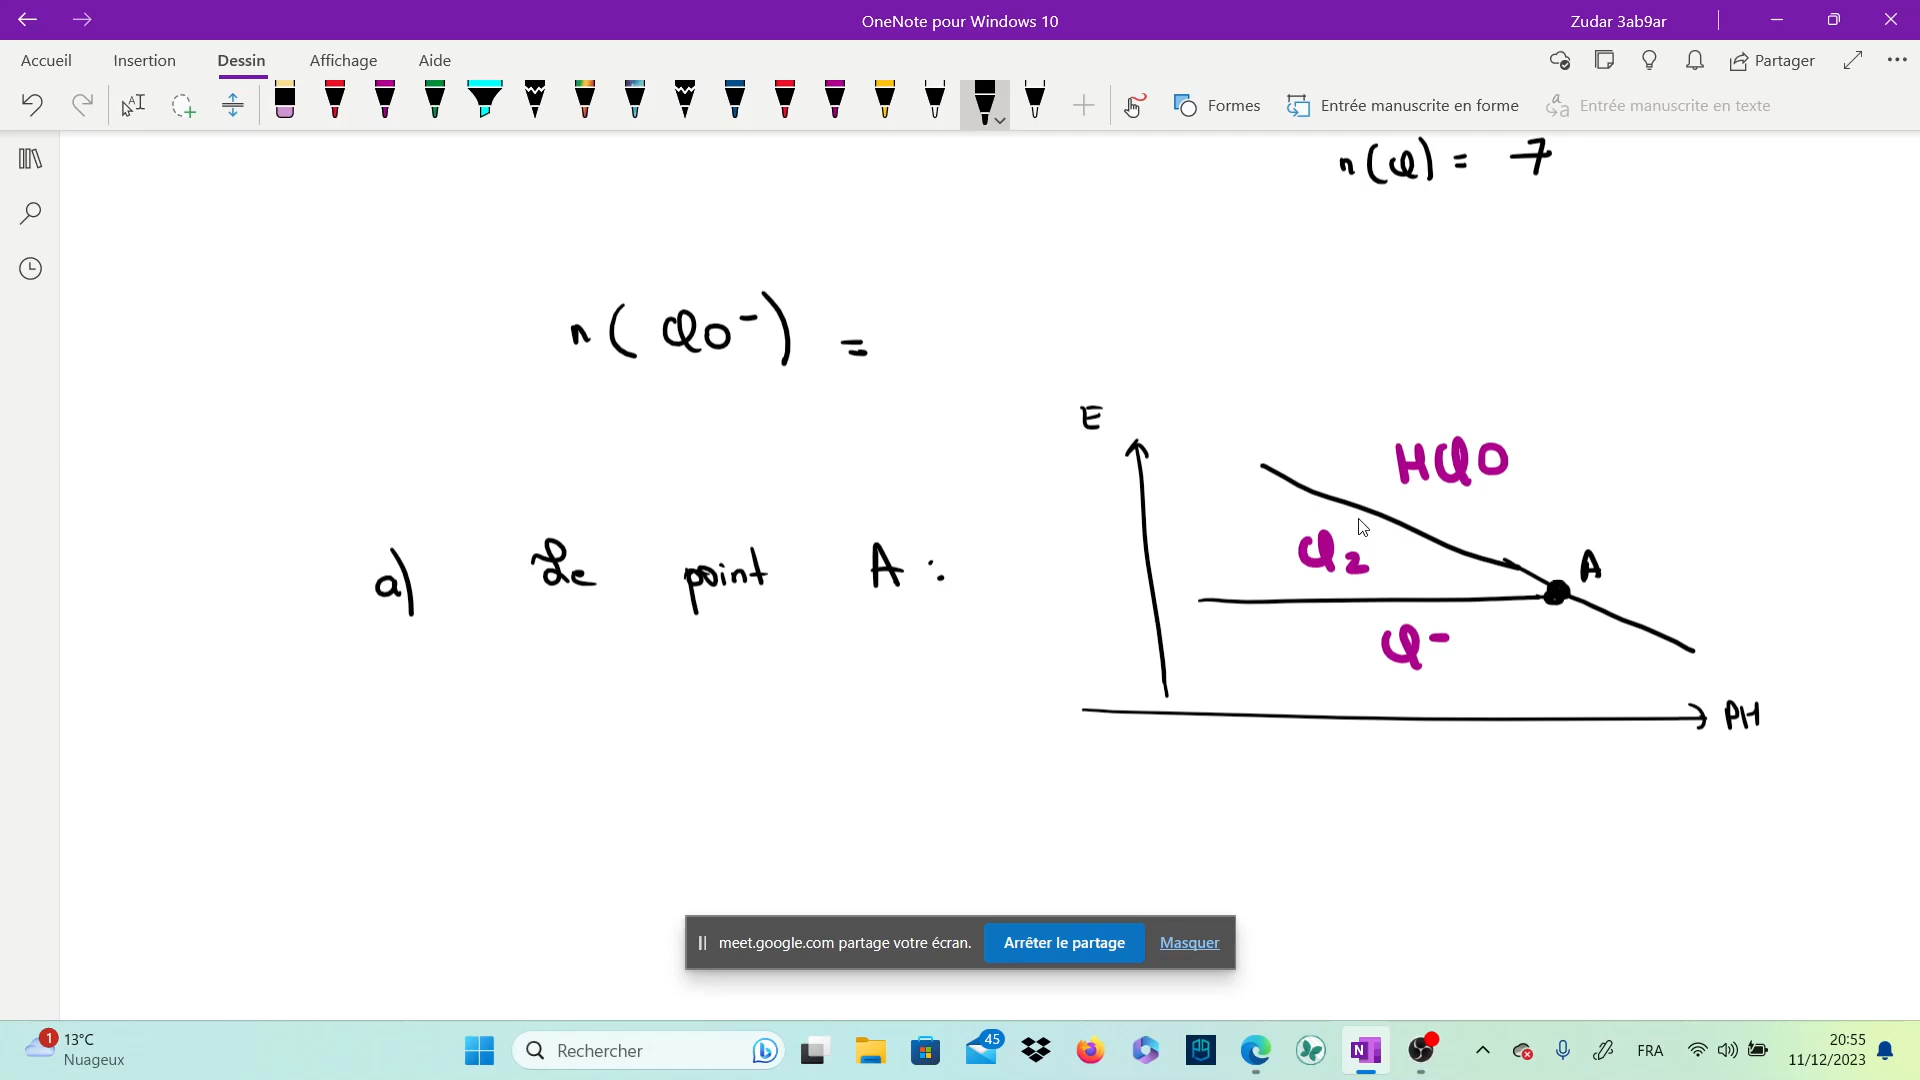 OneNote pour Windows 10
Zudar 3ab9ar
Accueil Insertion Dessin Affichage Aide
Partager
Formes Entrée manuscrite en forme Entrée manuscrite en texte
n(Cl) = 7
n(ClO⁻) =
E
HClO
Cl₂
A
a) Le point A :
Cl⁻
PH
meet.google.com partage votre écran. Arrêter le partage Masquer
1
13°C
Nuageux
Rechercher
45
FRA
20:55
11/12/2023